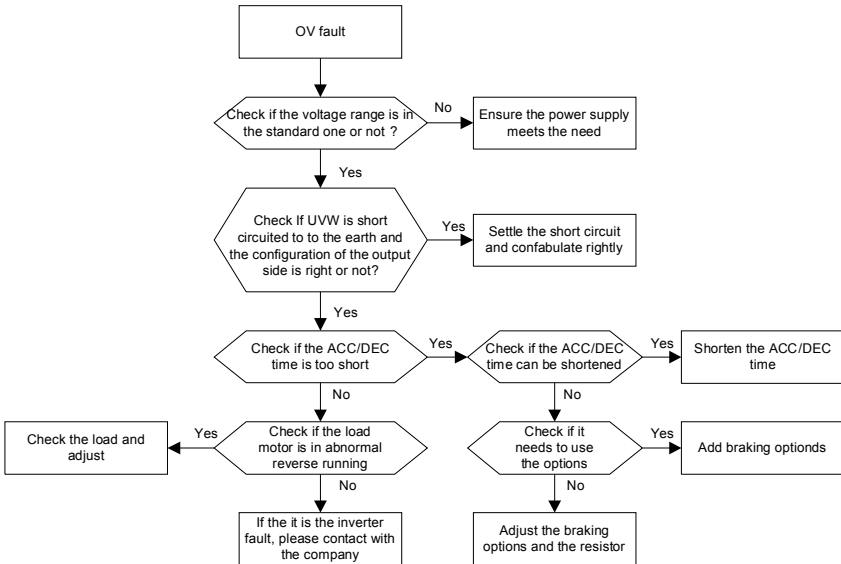 OV fault
Check if the voltage range is in
the standard one or not ?
No
Ensure the power supply
meets the need
Yes
Check If UVW is short
circuited to to the earth and
the configuration of the output
side is right or not?
Yes
Settle the short circuit
and confabulate rightly
Yes
Check if the ACC/DEC
time is too short
Yes
Check if the ACC/DEC
time can be shortened
Yes
Shorten the ACC/DEC
time
No
No
Check the load and
adjust
Yes
Check if the load
motor is in abnormal
reverse running
Check if it
needs to use
the options
Yes
Add braking optionds
No
No
If the it is the inverter
fault, please contact with
the company
Adjust the braking
options and the resistor